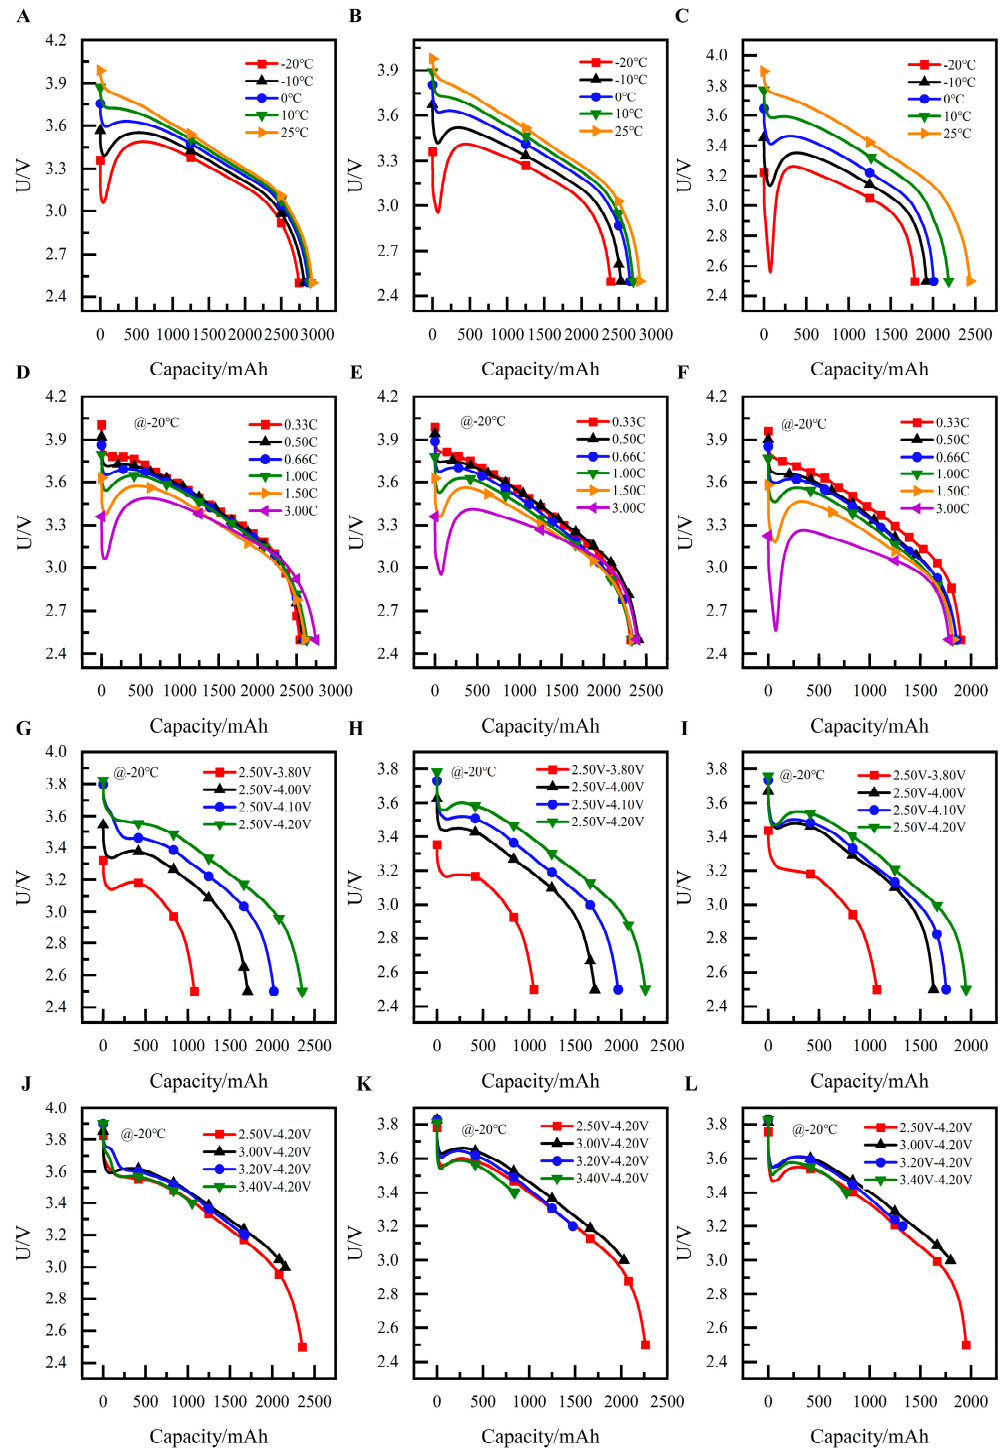 A
4.2
3.9
3.6
3.3
3.0
2.7
2.4
U/V
-20℃
-10℃
0℃
10℃
25℃
0 500 1000 1500 2000 2500 3000
Capacity/mAh
B
3.9
3.6
3.3
3.0
2.7
2.4
U/V
-20℃
-10℃
0℃
10℃
25℃
0 500 1000 1500 2000 2500 3000
Capacity/mAh
C
4.0
3.8
3.6
3.4
3.2
3.0
2.8
2.6
2.4
U/V
-20℃
-10℃
0℃
10℃
25℃
0 500 1000 1500 2000 2500
Capacity/mAh
D
4.2
3.9
3.6
3.3
3.0
2.7
2.4
U/V
@-20℃
0.33C
0.50C
0.66C
1.00C
1.50C
3.00C
0 500 1000 1500 2000 2500 3000
Capacity/mAh
E
4.2
3.9
3.6
3.3
3.0
2.7
2.4
U/V
@-20℃
0.33C
0.50C
0.66C
1.00C
1.50C
3.00C
0 500 1000 1500 2000 2500
Capacity/mAh
F
4.2
3.9
3.6
3.3
3.0
2.7
2.4
U/V
@-20℃
0.33C
0.50C
0.66C
1.00C
1.50C
3.00C
0 500 1000 1500 2000
Capacity/mAh
G
4.0
3.8
3.6
3.4
3.2
3.0
2.8
2.6
2.4
U/V
@-20℃
2.50V-3.80V
2.50V-4.00V
2.50V-4.10V
2.50V-4.20V
0 500 1000 1500 2000 2500
Capacity/mAh
H
3.8
3.6
3.4
3.2
3.0
2.8
2.6
2.4
U/V
@-20℃
2.50V-3.80V
2.50V-4.00V
2.50V-4.10V
2.50V-4.20V
0 500 1000 1500 2000 2500
Capacity/mAh
I
3.8
3.6
3.4
3.2
3.0
2.8
2.6
2.4
U/V
@-20℃
2.50V-3.80V
2.50V-4.00V
2.50V-4.10V
2.50V-4.20V
0 500 1000 1500 2000
Capacity/mAh
J
4.0
3.8
3.6
3.4
3.2
3.0
2.8
2.6
2.4
U/V
@-20℃
2.50V-4.20V
3.00V-4.20V
3.20V-4.20V
3.40V-4.20V
0 500 1000 1500 2000 2500
Capacity/mAh
K
3.8
3.6
3.4
3.2
3.0
2.8
2.6
2.4
U/V
@-20℃
2.50V-4.20V
3.00V-4.20V
3.20V-4.20V
3.40V-4.20V
0 500 1000 1500 2000 2500
Capacity/mAh
L
3.8
3.6
3.4
3.2
3.0
2.8
2.6
2.4
U/V
@-20℃
2.50V-4.20V
3.00V-4.20V
3.20V-4.20V
3.40V-4.20V
0 500 1000 1500 2000
Capacity/mAh